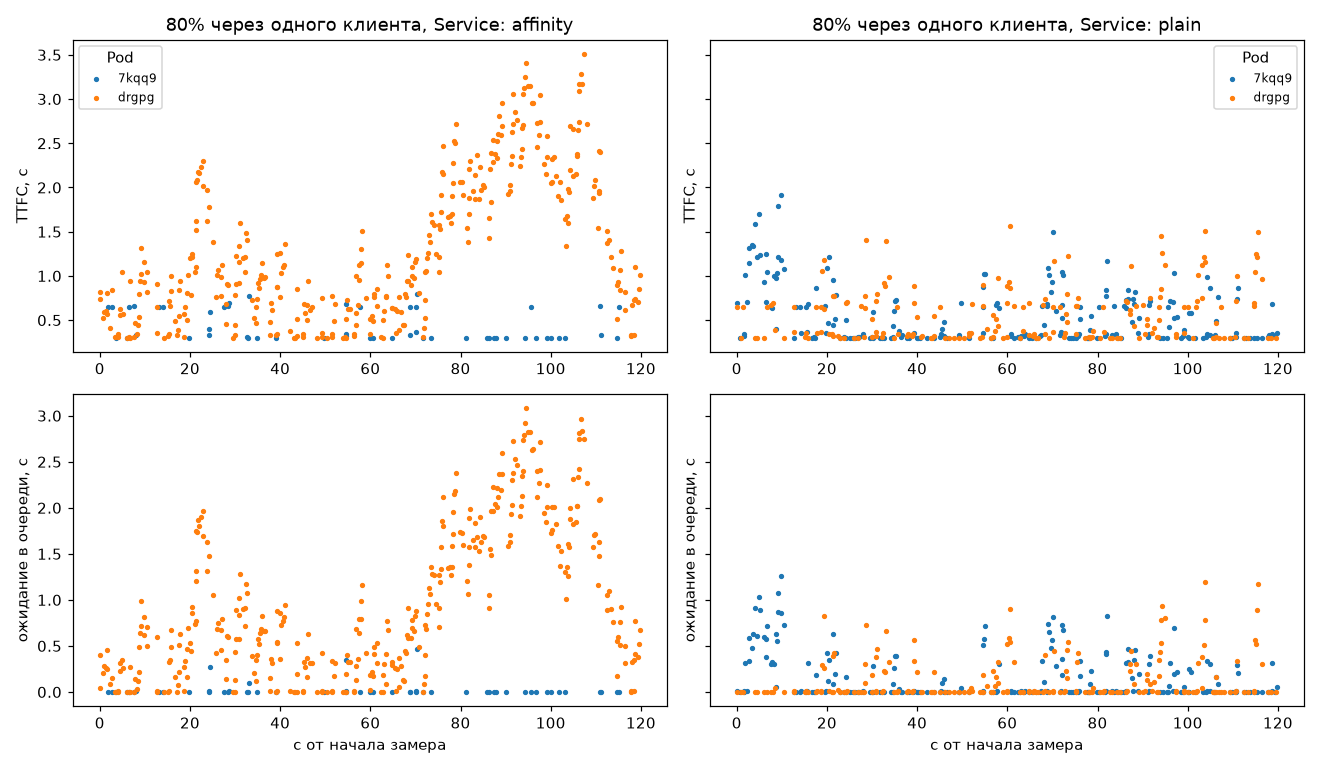 80% через одного клиента, Service: affinity
TTFC, с
3.5
3.0
2.5
2.0
1.5
1.0
0.5
Pod
7kqq9
drgpg
0 20 40 60 80 100 120
80% через одного клиента, Service: plain
TTFC, с
Pod
7kqq9
drgpg
0 20 40 60 80 100 120
ожидание в очереди, с
3.0
2.5
2.0
1.5
1.0
0.5
0.0
0 20 40 60 80 100 120
с от начала замера
ожидание в очереди, с
0 20 40 60 80 100 120
с от начала замера